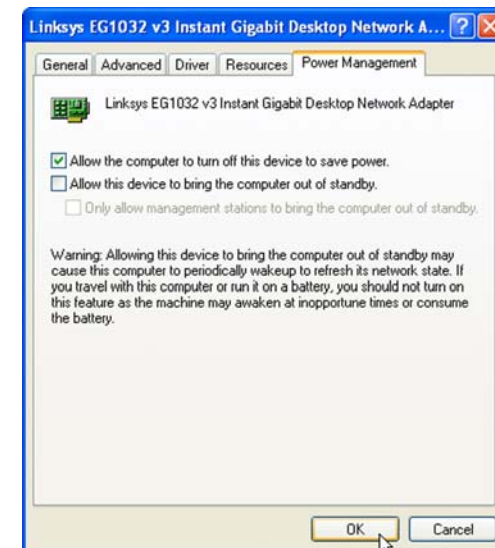 Linksys EG1032 v3 Instant Gigabit Desktop Network A...
General Advanced Driver Resources Power Management
Linksys EG1032 v3 Instant Gigabit Desktop Network Adapter
Allow the computer to turn off this device to save power.
Allow this device to bring the computer out of standby.
Only allow management stations to bring the computer out of standby.
Warning: Allowing this device to bring the computer out of standby may
cause this computer to periodically wakeup to refresh its network state. If
you travel with this computer or run it on a battery, you should not turn on
this feature as the machine may awaken at inopportune times or consume
the battery.
OK Cancel